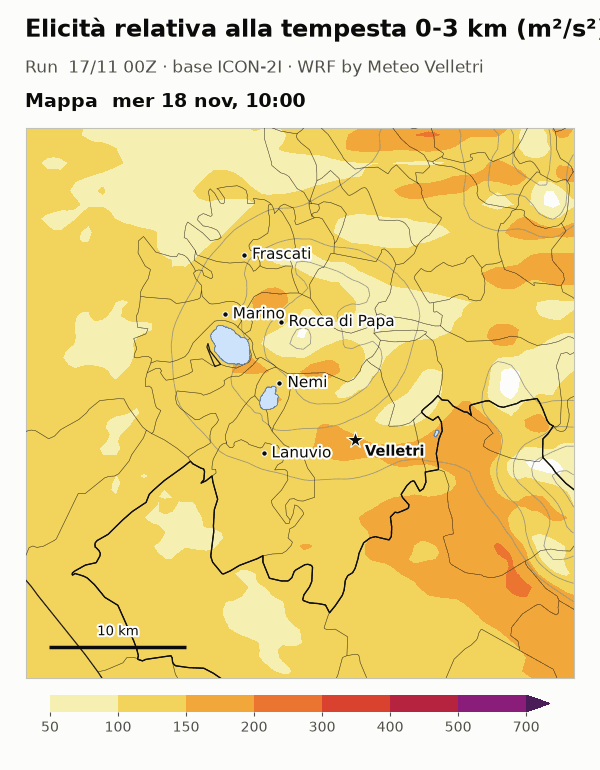 Elicità relativa alla tempesta 0-3 km (m²/s²)
Run  17/11 00Z · base ICON-2I · WRF by Meteo Velletri
Mappa  mer 18 nov, 10:00
Frascati
Marino
Rocca di Papa
Nemi
Velletri
Lanuvio
10 km
50 100 150 200 300 400 500 700